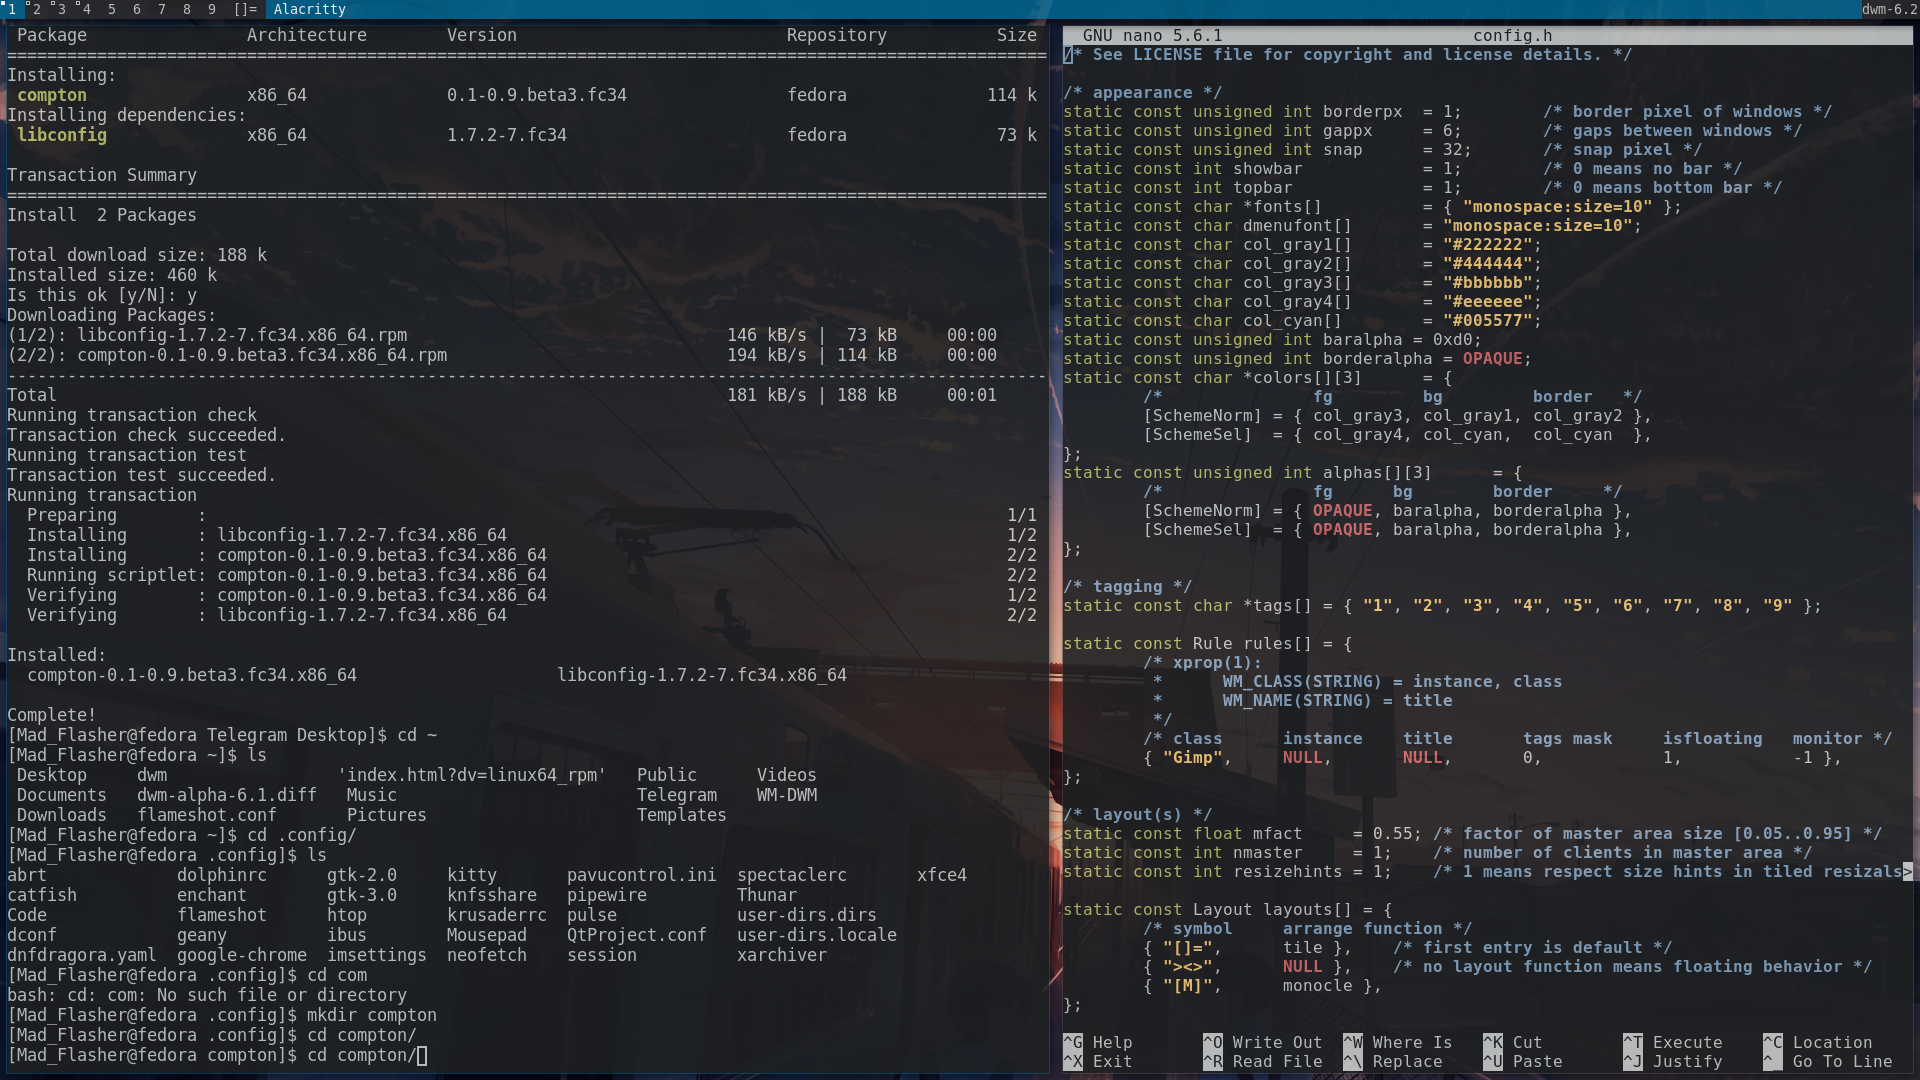 1 2 3 4 5 6 7 8 9 []= Alacritty dwm-6.2
Package Architecture Version Repository Size
================================================================================
Installing:
compton x86_64 0.1-0.9.beta3.fc34 fedora 114 k
Installing dependencies:
libconfig x86_64 1.7.2-7.fc34 fedora 73 k
Transaction Summary
================================================================================
Install 2 Packages
Total download size: 188 k
Installed size: 460 k
Is this ok [y/N]: y
Downloading Packages:
(1/2): libconfig-1.7.2-7.fc34.x86_64.rpm 146 kB/s | 73 kB 00:00
(2/2): compton-0.1-0.9.beta3.fc34.x86_64.rpm 194 kB/s | 114 kB 00:00
--------------------------------------------------------------------------------
Total 181 kB/s | 188 kB 00:01
Running transaction check
Transaction check succeeded.
Running transaction test
Transaction test succeeded.
Running transaction
Preparing : 1/1
Installing : libconfig-1.7.2-7.fc34.x86_64 1/2
Installing : compton-0.1-0.9.beta3.fc34.x86_64 2/2
Running scriptlet: compton-0.1-0.9.beta3.fc34.x86_64 2/2
Verifying : compton-0.1-0.9.beta3.fc34.x86_64 1/2
Verifying : libconfig-1.7.2-7.fc34.x86_64 2/2
Installed:
compton-0.1-0.9.beta3.fc34.x86_64 libconfig-1.7.2-7.fc34.x86_64
Complete!
[Mad_Flasher@fedora Telegram Desktop]$ cd ~
[Mad_Flasher@fedora ~]$ ls
Desktop dwm 'index.html?dv=linux64_rpm' Public Videos
Documents dwm-alpha-6.1.diff Music Telegram WM-DWM
Downloads flameshot.conf Pictures Templates
[Mad_Flasher@fedora ~]$ cd .config/
[Mad_Flasher@fedora .config]$ ls
abrt dolphinrc gtk-2.0 kitty pavucontrol.ini spectaclerc xfce4
catfish enchant gtk-3.0 knfsshare pipewire Thunar
Code flameshot htop krusaderrc pulse user-dirs.dirs
dconf geany ibus Mousepad QtProject.conf user-dirs.locale
dnfdragora.yaml google-chrome imsettings neofetch session xarchiver
[Mad_Flasher@fedora .config]$ cd com
bash: cd: com: No such file or directory
[Mad_Flasher@fedora .config]$ mkdir compton
[Mad_Flasher@fedora .config]$ cd compton/
[Mad_Flasher@fedora compton]$ cd compton/
GNU nano 5.6.1 config.h
/* See LICENSE file for copyright and license details. */
/* appearance */
static const unsigned int borderpx = 1; /* border pixel of windows */
static const unsigned int gappx = 6; /* gaps between windows */
static const unsigned int snap = 32; /* snap pixel */
static const int showbar = 1; /* 0 means no bar */
static const int topbar = 1; /* 0 means bottom bar */
static const char *fonts[] = { "monospace:size=10" };
static const char dmenufont[] = "monospace:size=10";
static const char col_gray1[] = "#222222";
static const char col_gray2[] = "#444444";
static const char col_gray3[] = "#bbbbbb";
static const char col_gray4[] = "#eeeeee";
static const char col_cyan[] = "#005577";
static const unsigned int baralpha = 0xd0;
static const unsigned int borderalpha = OPAQUE;
static const char *colors[][3] = {
/* fg bg border */
[SchemeNorm] = { col_gray3, col_gray1, col_gray2 },
[SchemeSel] = { col_gray4, col_cyan, col_cyan },
};
static const unsigned int alphas[][3] = {
/* fg bg border */
[SchemeNorm] = { OPAQUE, baralpha, borderalpha },
[SchemeSel] = { OPAQUE, baralpha, borderalpha },
};
/* tagging */
static const char *tags[] = { "1", "2", "3", "4", "5", "6", "7", "8", "9" };
static const Rule rules[] = {
/* xprop(1):
* WM_CLASS(STRING) = instance, class
* WM_NAME(STRING) = title
*/
/* class instance title tags mask isfloating monitor */
{ "Gimp", NULL, NULL, 0, 1, -1 },
};
/* layout(s) */
static const float mfact = 0.55; /* factor of master area size [0.05..0.95] */
static const int nmaster = 1; /* number of clients in master area */
static const int resizehints = 1; /* 1 means respect size hints in tiled resizals>
static const Layout layouts[] = {
/* symbol arrange function */
{ "[]=", tile }, /* first entry is default */
{ "><>", NULL }, /* no layout function means floating behavior */
{ "[M]", monocle },
};
^G Help ^O Write Out ^W Where Is ^K Cut ^T Execute ^C Location
^X Exit ^R Read File ^\ Replace ^U Paste ^J Justify ^_ Go To Line